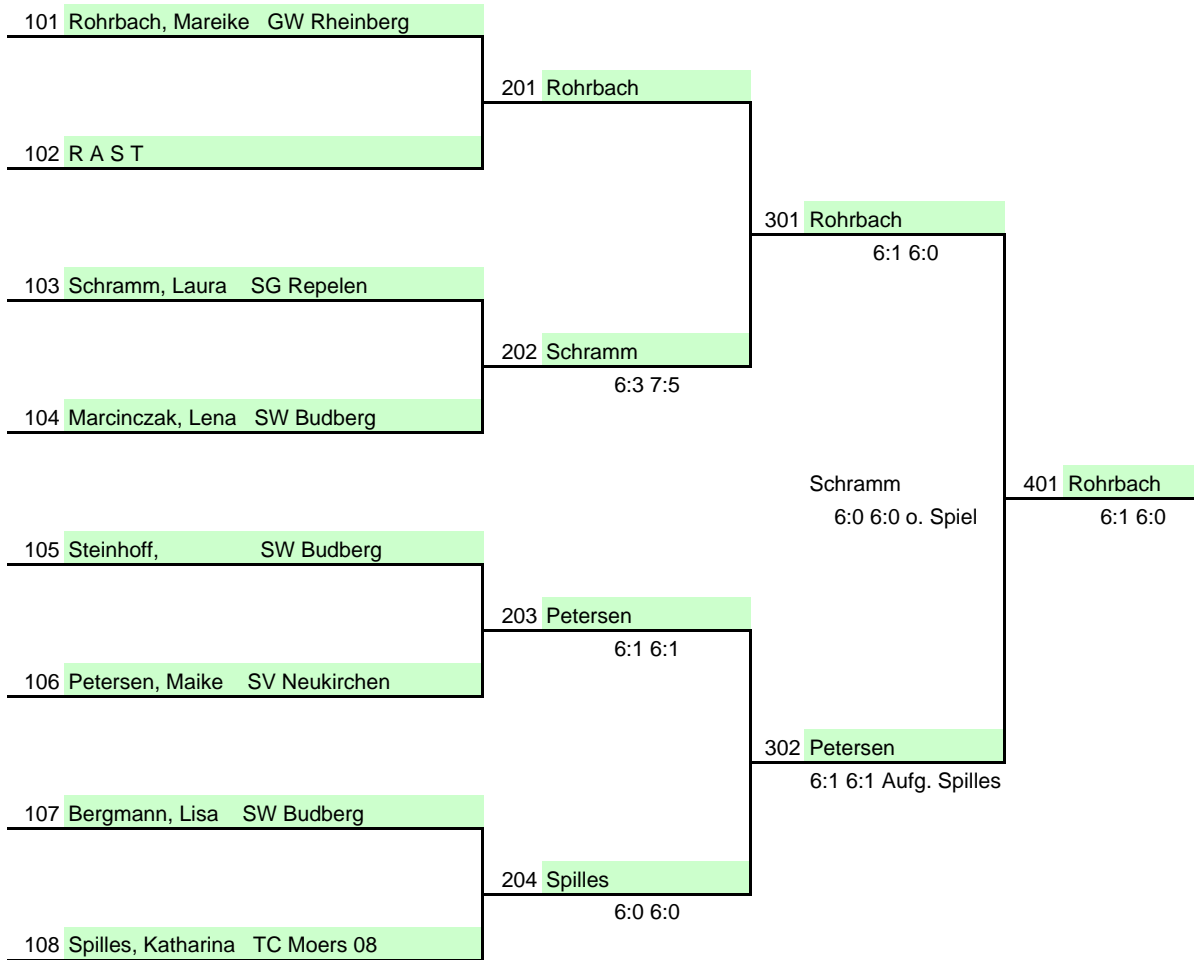 101 Rohrbach, Mareike GW Rheinberg
201 Rohrbach
102 R A S T
301 Rohrbach
6:1 6:0
103 Schramm, Laura SG Repelen
202 Schramm
6:3 7:5
104 Marcinczak, Lena SW Budberg
Schramm
6:0 6:0 o. Spiel
401 Rohrbach
6:1 6:0
105 Steinhoff, SW Budberg
203 Petersen
6:1 6:1
106 Petersen, Maike SV Neukirchen
302 Petersen
6:1 6:1 Aufg. Spilles
107 Bergmann, Lisa SW Budberg
204 Spilles
6:0 6:0
108 Spilles, Katharina TC Moers 08